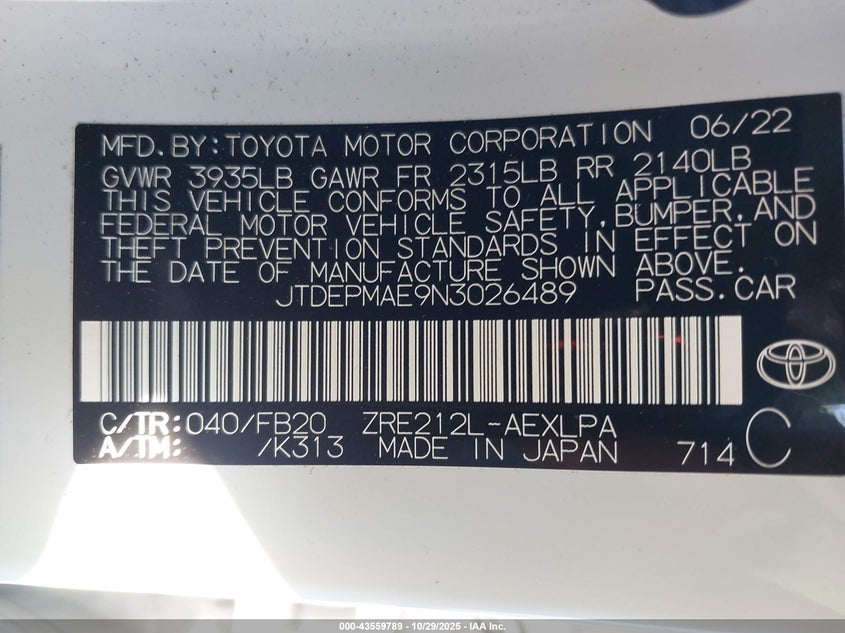 MFD.BY:TOYOTA MOTOR CORPORATION 06/22
GVWR 3935LB GAWR FR 2315LB RR 2140LB
THIS VEHICLE CONFORMS TO ALL APPLICABLE
FEDERAL MOTOR VEHICLE SAFETY,BUMPER,AND
THEFT PREVENTION STANDARDS IN EFFECT ON
THE DATE OF MANUFACTURE SHOWN ABOVE.
JTDEPMAE9N3026489 PASS.CAR
C/TR:040/FB20 ZRE212L-AEXLPA C
A/TM: /K313 MADE IN JAPAN 714
000-43559789 - 10/29/2025 - IAA Inc.